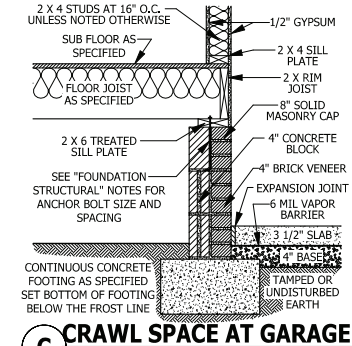 2 X 4 STUDS AT 16" O.C.
UNLESS NOTED OTHERWISE
SUB FLOOR AS
SPECIFIED
FLOOR JOIST
AS SPECIFIED
2 X 6 TREATED
SILL PLATE
SEE "FOUNDATION
STRUCTURAL" NOTES FOR
ANCHOR BOLT SIZE AND
SPACING
CONTINUOUS CONCRETE
FOOTING AS SPECIFIED
SET BOTTOM OF FOOTING
BELOW THE FROST LINE
1/2" GYPSUM
2 X 4 SILL
PLATE
2 X RIM
JOIST
8" SOLID
MASONRY CAP
4" CONCRETE
BLOCK
4" BRICK VENEER
EXPANSION JOINT
6 MIL VAPOR
BARRIER
3 1/2" SLAB
4" BASE
TAMPED OR
UNDISTURBED
EARTH
CRAWL SPACE AT GARAGE